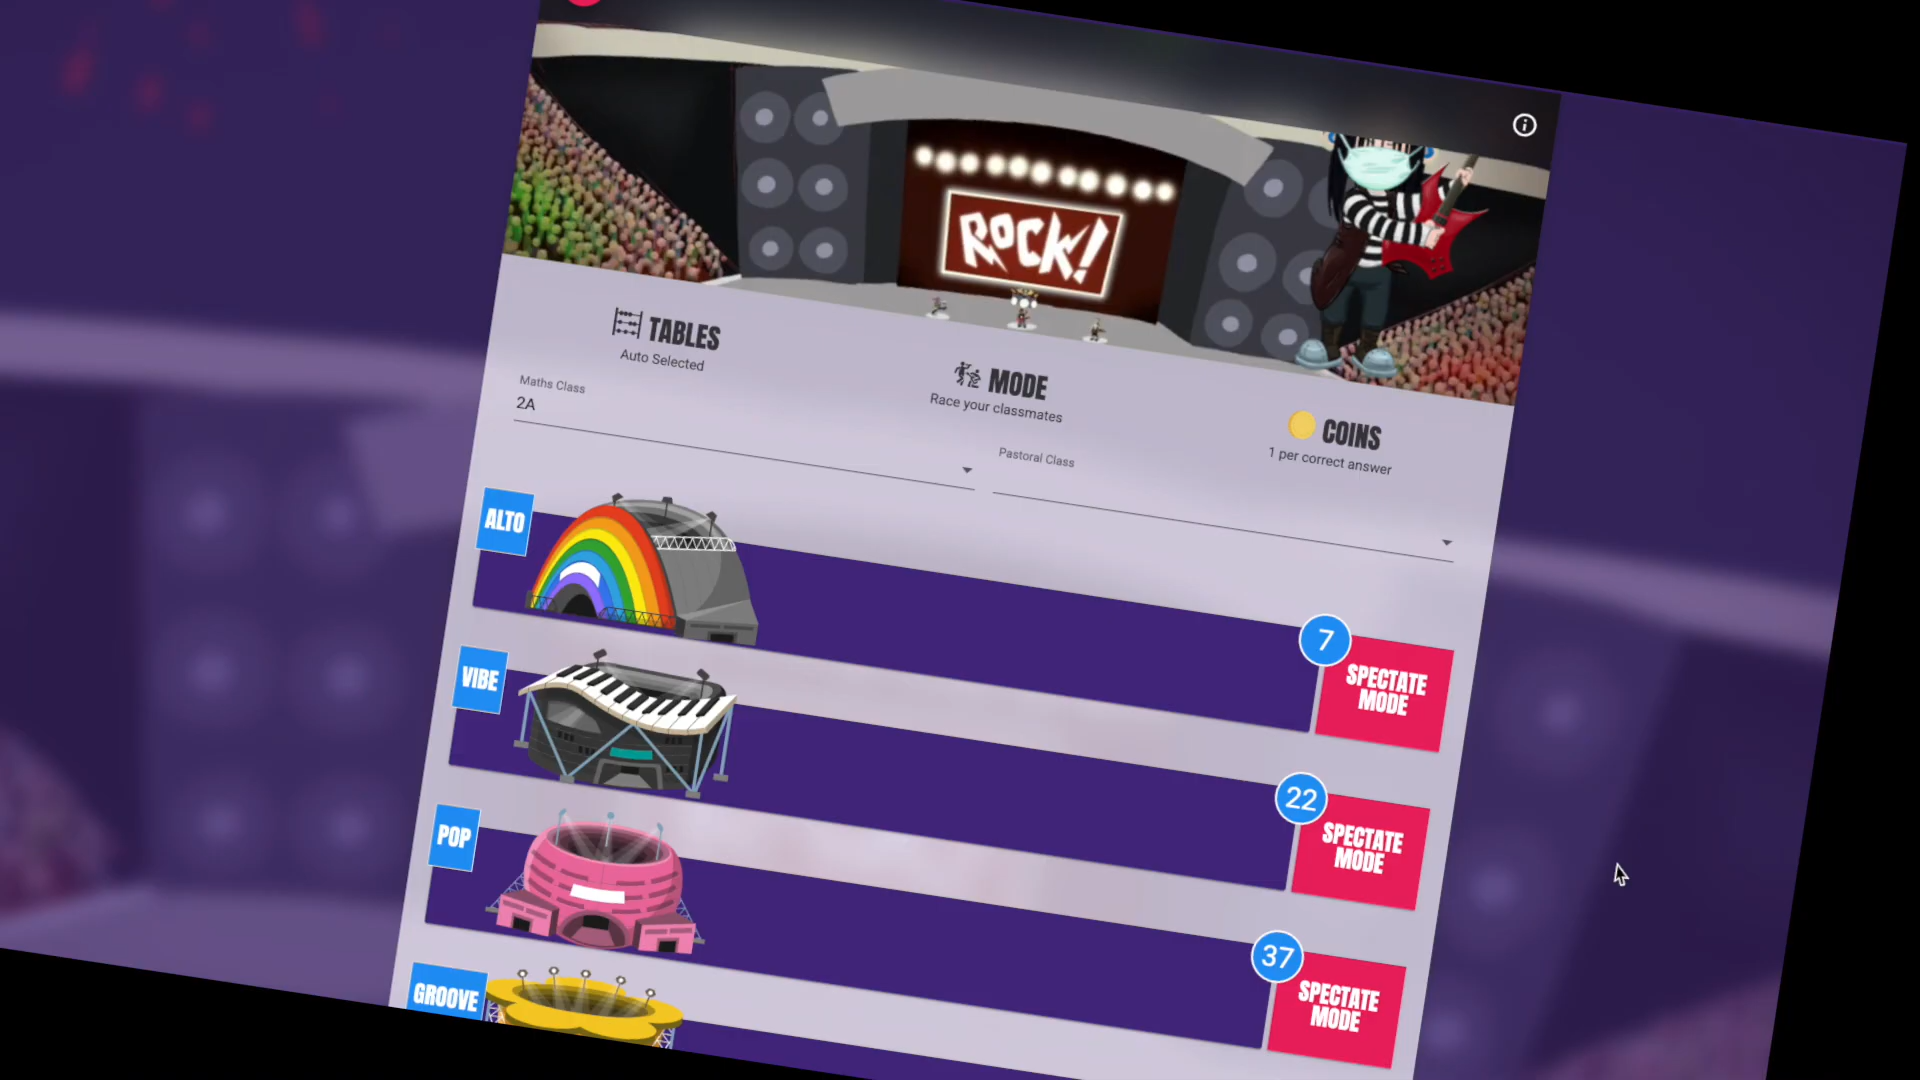 ROCK!
TABLES
Auto Selected
MODE
Race your classmates
COINS
1 per correct answer
Maths Class
2A
Pastoral Class
ALTO
7
SPECTATE
MODE
VIBE
22
SPECTATE
MODE
POP
37
SPECTATE
MODE
GROOVE